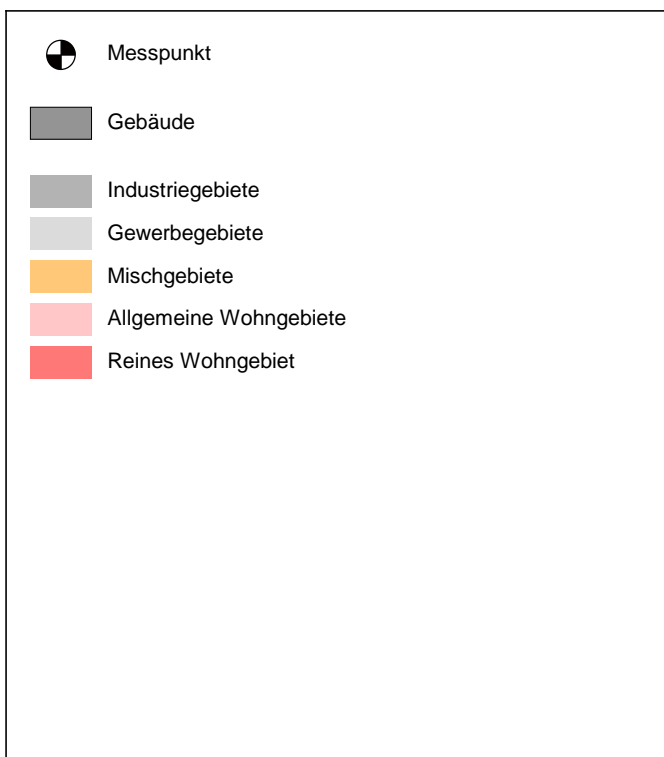 Messpunkt
Gebäude
Industriegebiete
Gewerbegebiete
Mischgebiete
Allgemeine Wohngebiete
Reines Wohngebiet